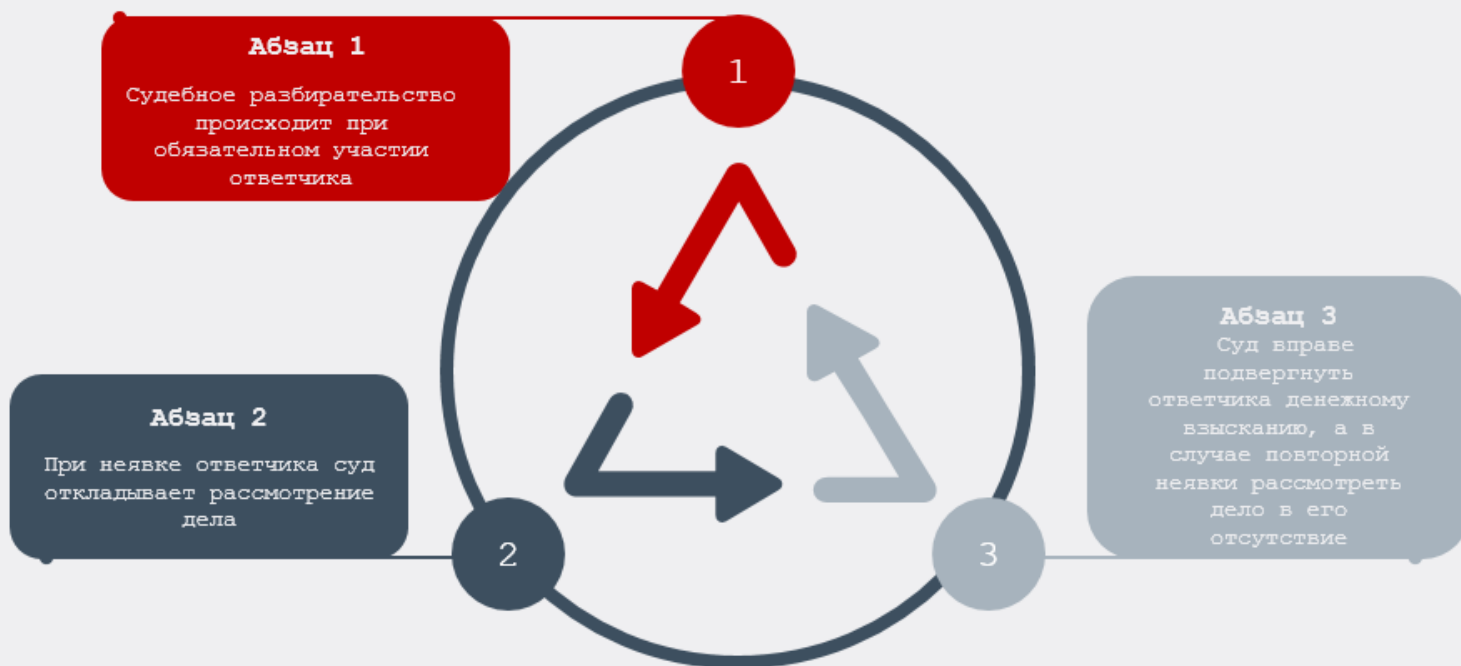 Абзац 1
Судебное разбирательство
происходит при
обязательном участии
ответчика
1
Абзац 2
При неявке ответчика суд
откладывает рассмотрение
дела
2
Абзац 3
Суд вправе
подвергнуть
ответчика денежному
взысканию, а в
случае повторной
неявки рассмотреть
дело в его
отсутствие
3